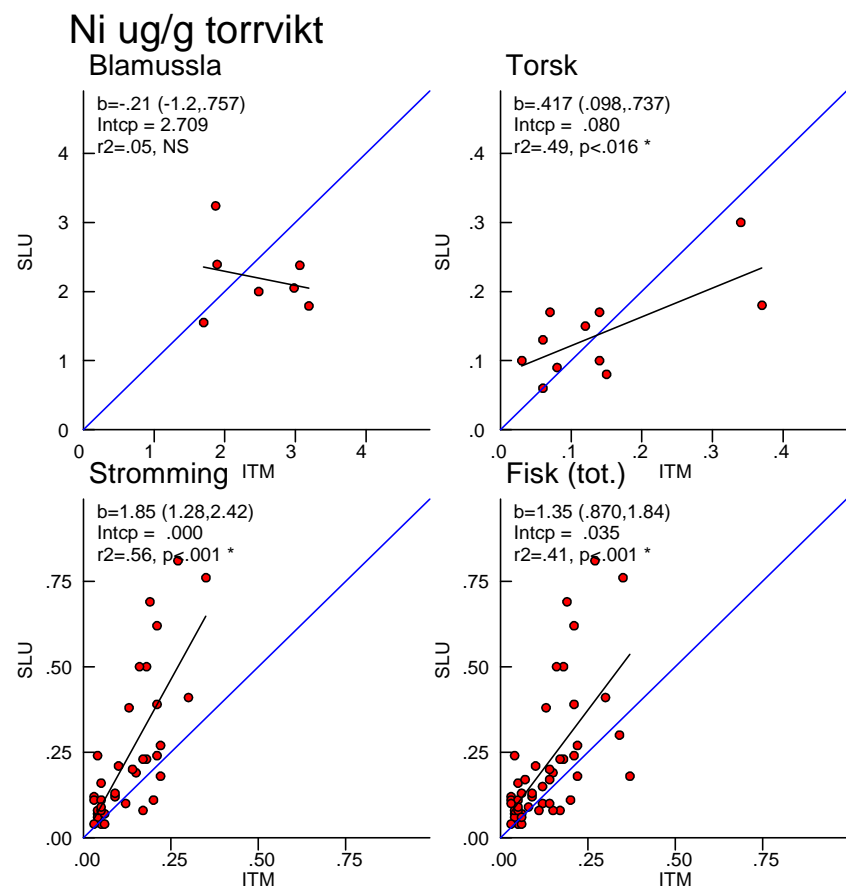 Ni ug/g torrvikt
Blamussla
b=-.21 (-1.2,.757)
Intcp = 2.709
r2=.05, NS
SLU
4
3
2
1
0
0
1
2
3
4
ITM
Torsk
b=.417 (.098,.737)
Intcp = .080
r2=.49, p<.016 *
SLU
.4
.3
.2
.1
.0
.0
.1
.2
.3
.4
ITM
Stromming
b=1.85 (1.28,2.42)
Intcp = .000
r2=.56, p<.001 *
SLU
.75
.50
.25
.00
.00
.25
.50
.75
ITM
Fisk (tot.)
b=1.35 (.870,1.84)
Intcp = .035
r2=.41, p<.001 *
SLU
.75
.50
.25
.00
.00
.25
.50
.75
ITM